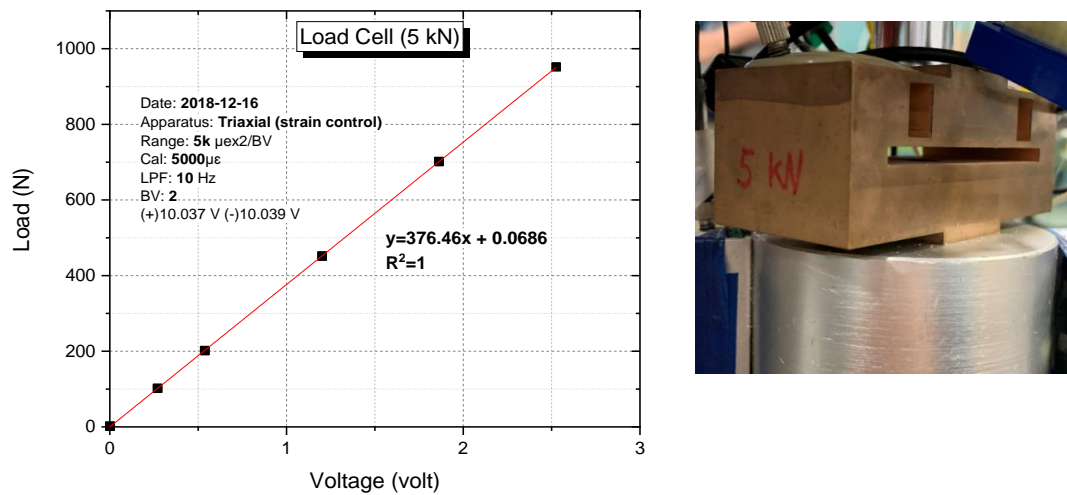 Load Cell (5 kN)
1000
800
600
400
200
0
Load (N)
Date: 2018-12-16
Apparatus: Triaxial (strain control)
Range: 5k μex2/BV
Cal: 5000με
LPF: 10 Hz
BV: 2
(+)10.037 V (-)10.039 V
y=376.46x + 0.0686
R²=1
0 1 2 3
Voltage (volt)
5 kN